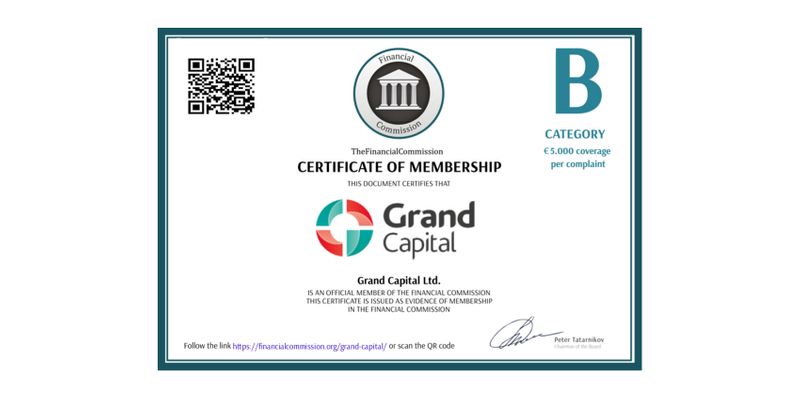 Financial
Commission
B
CATEGORY
€5.000 coverage
per complaint
TheFinancialCommission
CERTIFICATE OF MEMBERSHIP
THIS DOCUMENT CERTIFIES THAT
Grand
Capital
Grand Capital Ltd.
IS AN OFFICIAL MEMBER OF THE FINANCIAL COMMISSION
THIS CERTIFICATE IS ISSUED AS EVIDENCE OF MEMBERSHIP
IN THE FINANCIAL COMMISSION
Follow the link https://financialcommission.org/grand-capital/ or scan the QR code
Peter Tatarnikov
Chairman of the Board